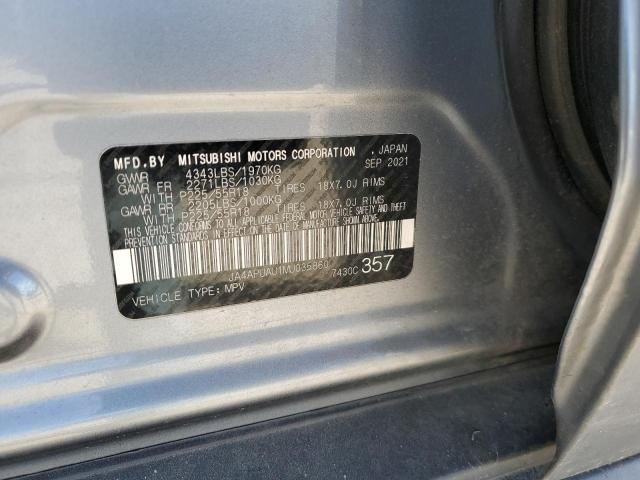 MFD.BY MITSUBISHI MOTORS CORPORATION . JAPAN
GVWR 4343LBS/1970KG SEP 2021
GAWR FR 2271LBS/1030KG
WITH P225/55R18 TIRES 18X7.0J RIMS
GAWR RR 2205LBS/1000KG
WITH P225/55R18 TIRES 18X7.0J RIMS
THIS VEHICLE CONFORMS TO ALL APPLICABLE FEDERAL MOTOR VEHICLE SAFETY AND THEFT
PREVENTION STANDARDS IN EFFECT ON THE DATE OF MANUFACTURE SHOWN ABOVE.
JA4APUAU1MU035860
7430C 357
VEHICLE TYPE: MPV